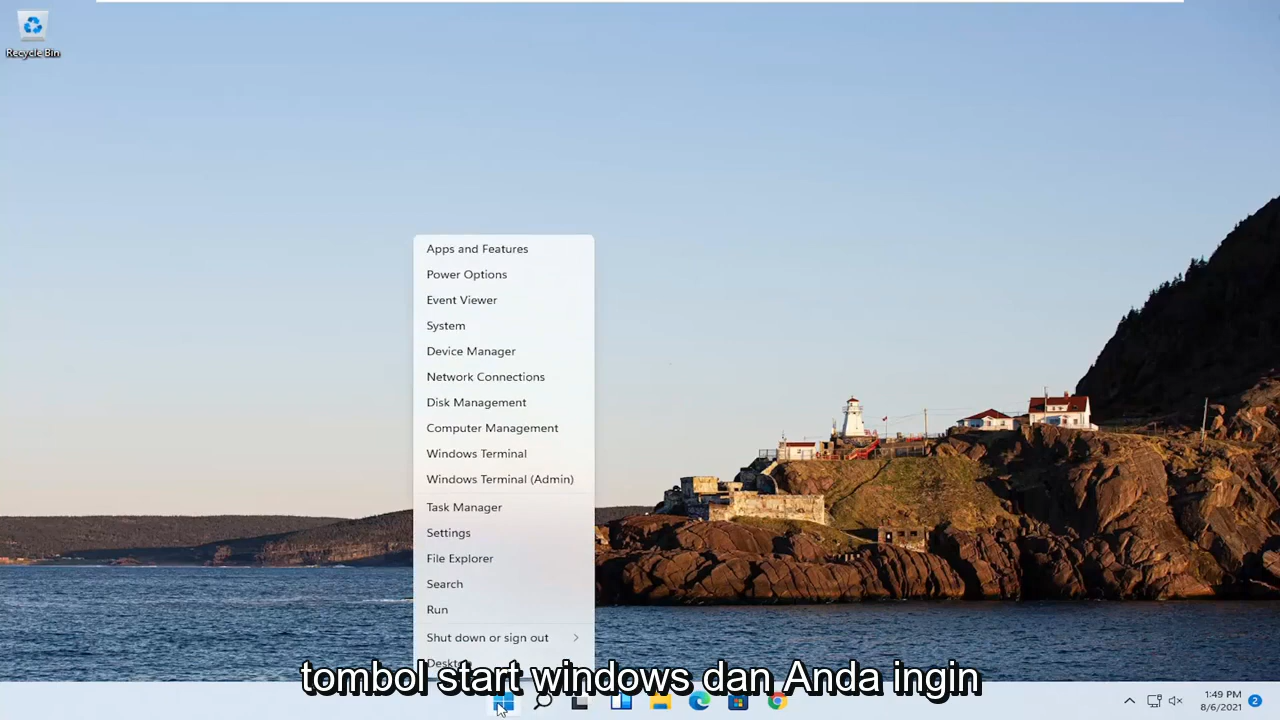 Recycle Bin
Apps and Features
Power Options
Event Viewer
System
Device Manager
Network Connections
Disk Management
Computer Management
Windows Terminal
Windows Terminal (Admin)
Task Manager
Settings
File Explorer
Search
Run
Shut down or sign out
Desktop
tombol start windows dan Anda ingin
1:49 PM
8/6/2021
2